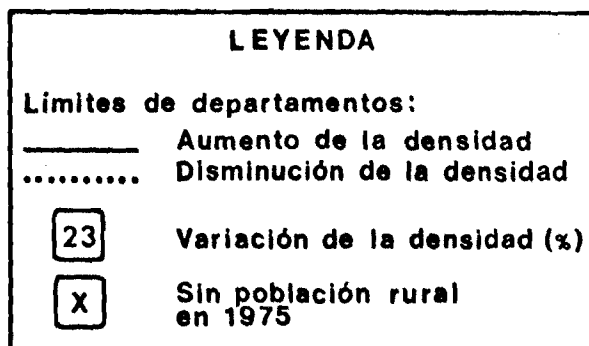 LEYENDA
Límites de departamentos:
Aumento de la densidad
Disminución de la densidad
23 Variación de la densidad (%)
X Sin población rural
en 1975